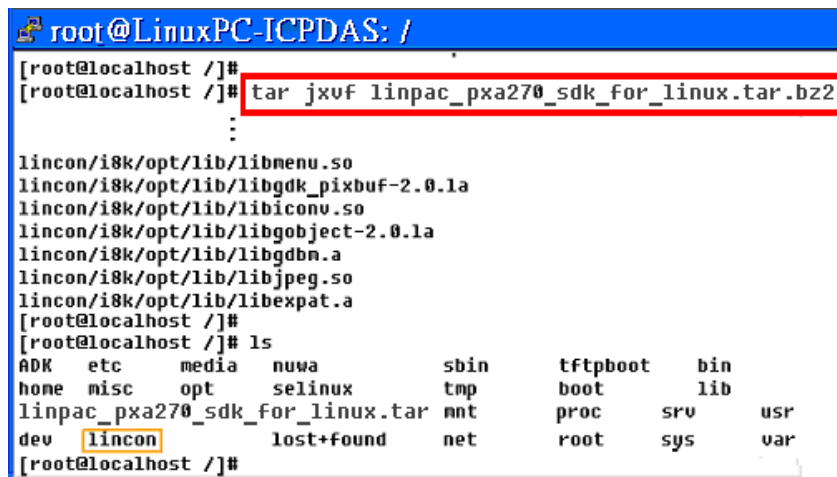 root@LinuxPC-ICPDAS: /
[root@localhost /]#
[root@localhost /]# tar jxvf linpac_pxa270_sdk_for_linux.tar.bz2
⋮
lincon/i8k/opt/lib/libmenu.so
lincon/i8k/opt/lib/libgdk_pixbuf-2.0.la
lincon/i8k/opt/lib/libiconv.so
lincon/i8k/opt/lib/libgobject-2.0.la
lincon/i8k/opt/lib/libgdbm.a
lincon/i8k/opt/lib/libjpeg.so
lincon/i8k/opt/lib/libexpat.a
[root@localhost /]#
[root@localhost /]# ls
ADK etc media nuwa sbin tftpboot bin
home misc opt selinux tmp boot lib
linpac_pxa270_sdk_for_linux.tar mnt proc srv usr
dev lincon lost+found net root sys var
[root@localhost /]#